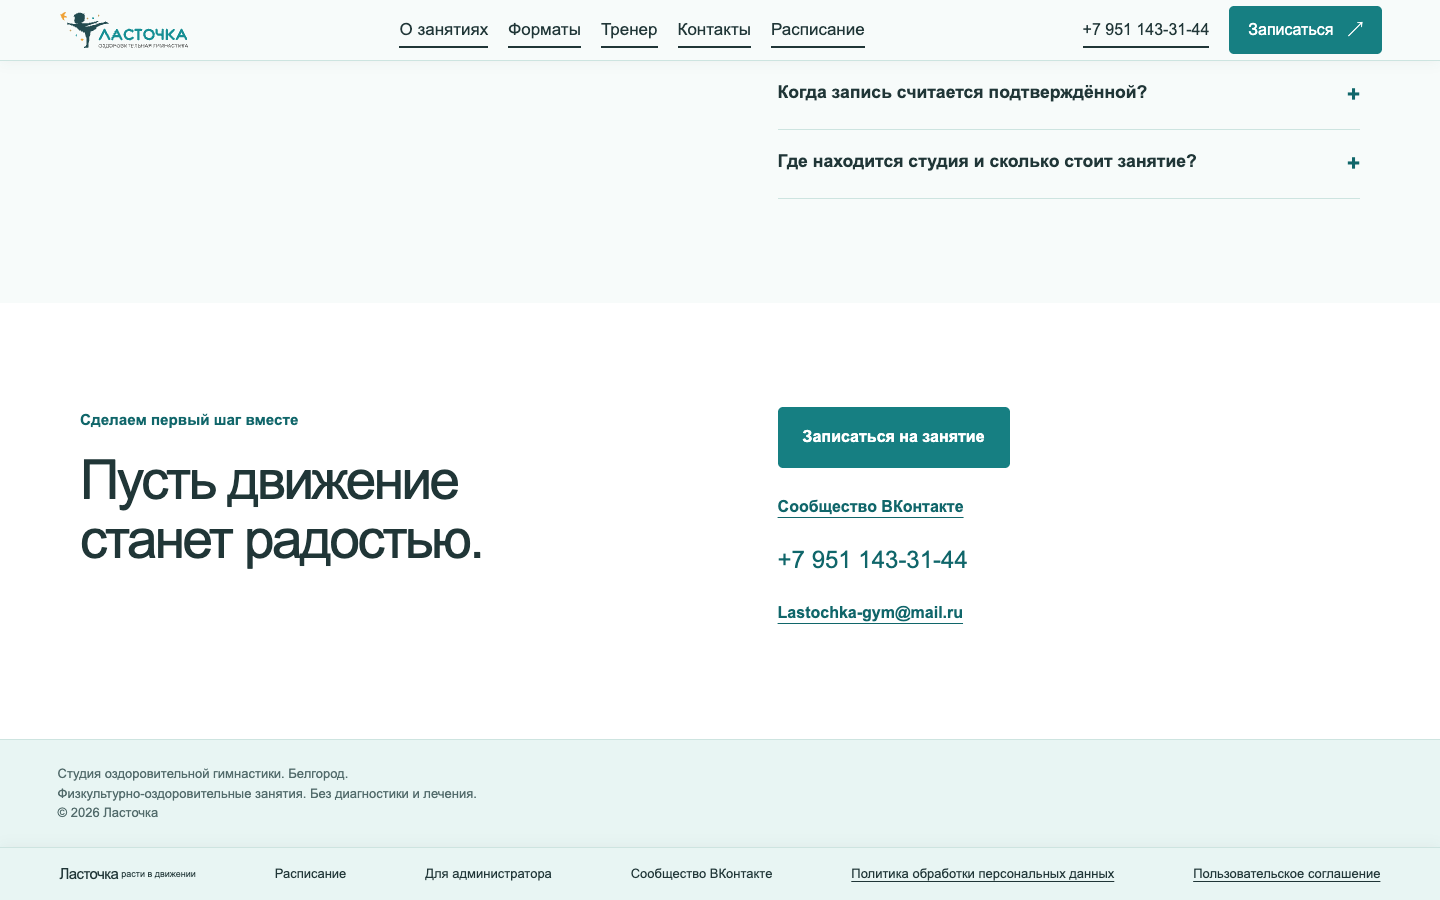 ЛАСТОЧКА
ОЗДОРОВИТЕЛЬНАЯ ГИМНАСТИКА
О занятиях
Форматы
Тренер
Контакты
Расписание
+7 951 143-31-44
Записаться
Когда запись считается подтверждённой?
Где находится студия и сколько стоит занятие?
Сделаем первый шаг вместе
Пусть движение
станет радостью.
Записаться на занятие
Сообщество ВКонтакте
+7 951 143-31-44
Lastochka-gym@mail.ru
Студия оздоровительной гимнастики. Белгород.
Физкультурно-оздоровительные занятия. Без диагностики и лечения.
© 2026 Ласточка
Ласточка расти в движении
Расписание
Для администратора
Сообщество ВКонтакте
Политика обработки персональных данных
Пользовательское соглашение